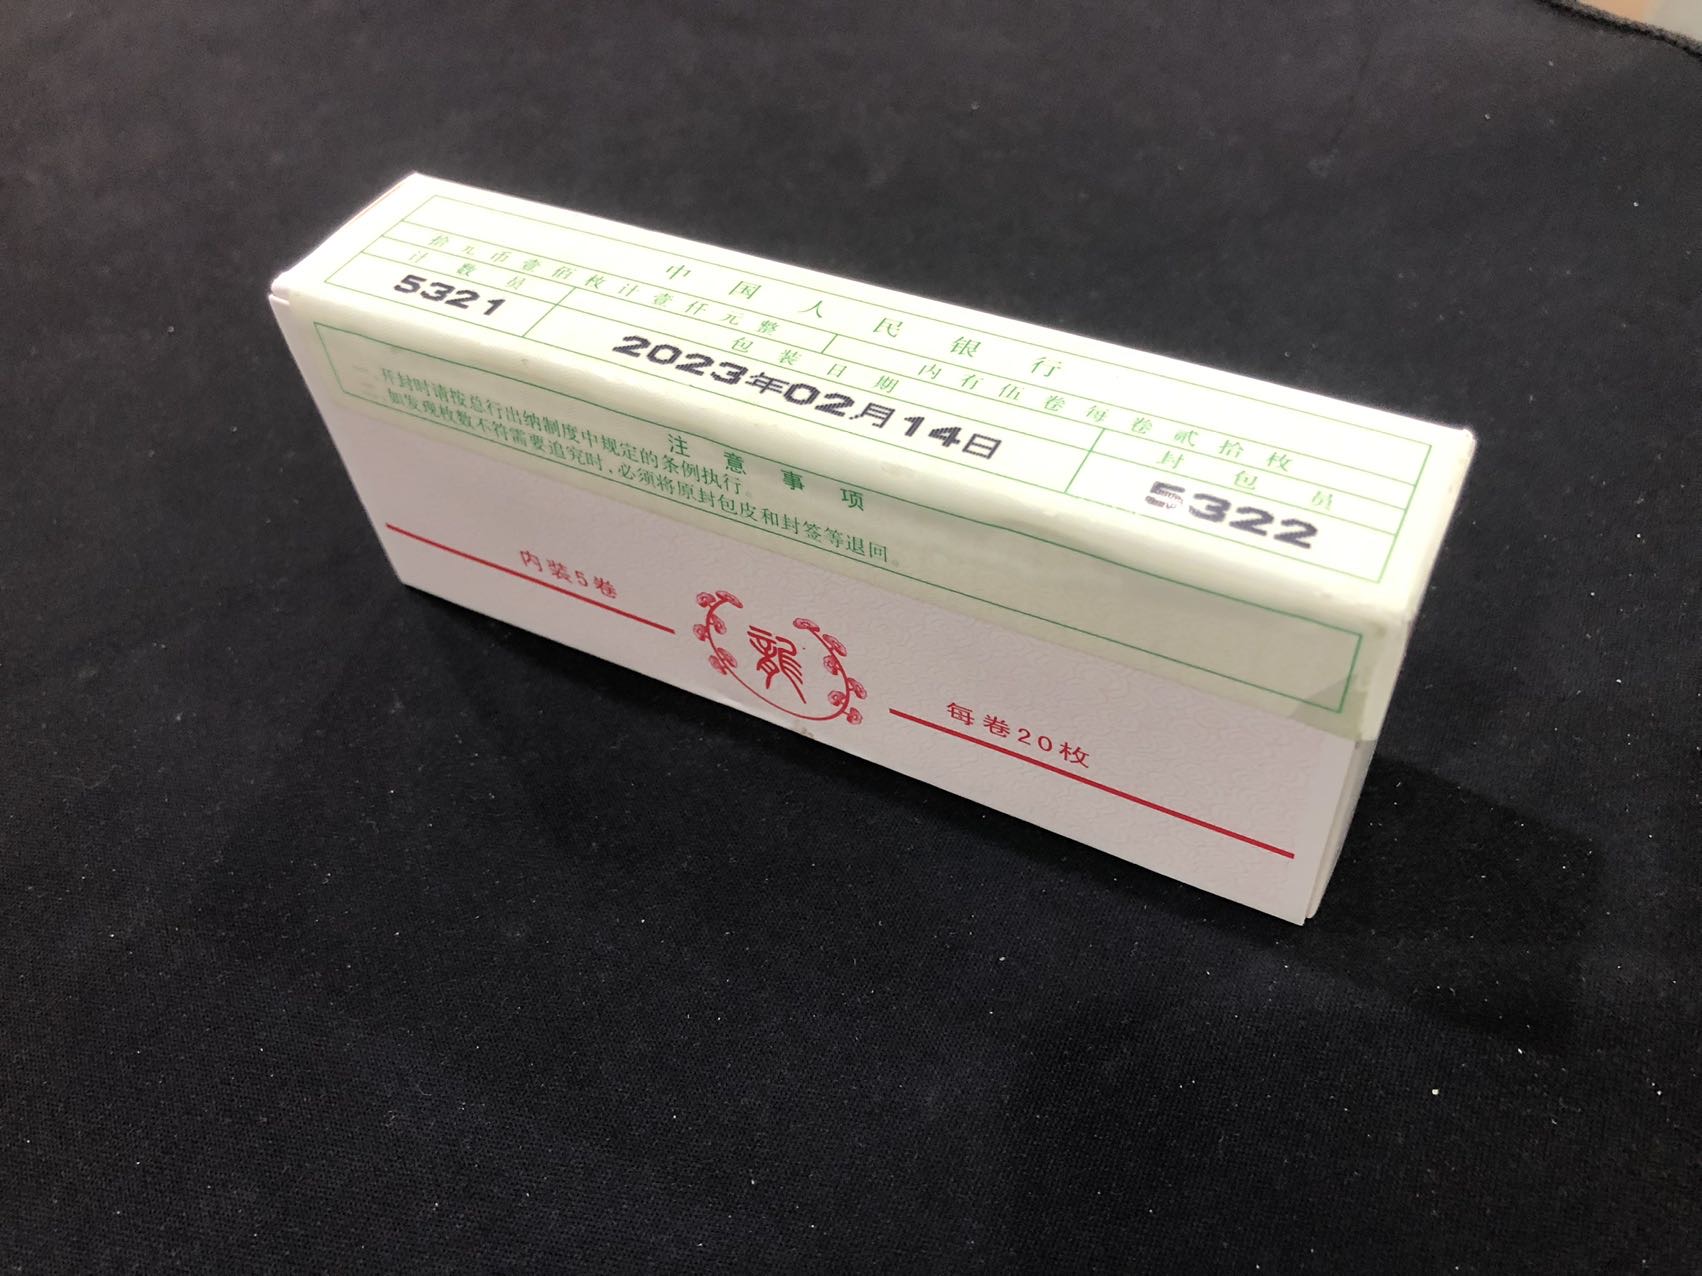 中国人民银行
拾元币壹佰枚计壹仟元整 内有伍卷每卷贰拾枚
计数员 包装日期 封包员
5321 2023年02月14日 5322
注意事项
一、开封时请按总行出纳制度中规定的条例执行。
二、如发现枚数不符需要追究时，必须将原封包皮和封签等退回。
内装5卷 龍 每卷20枚